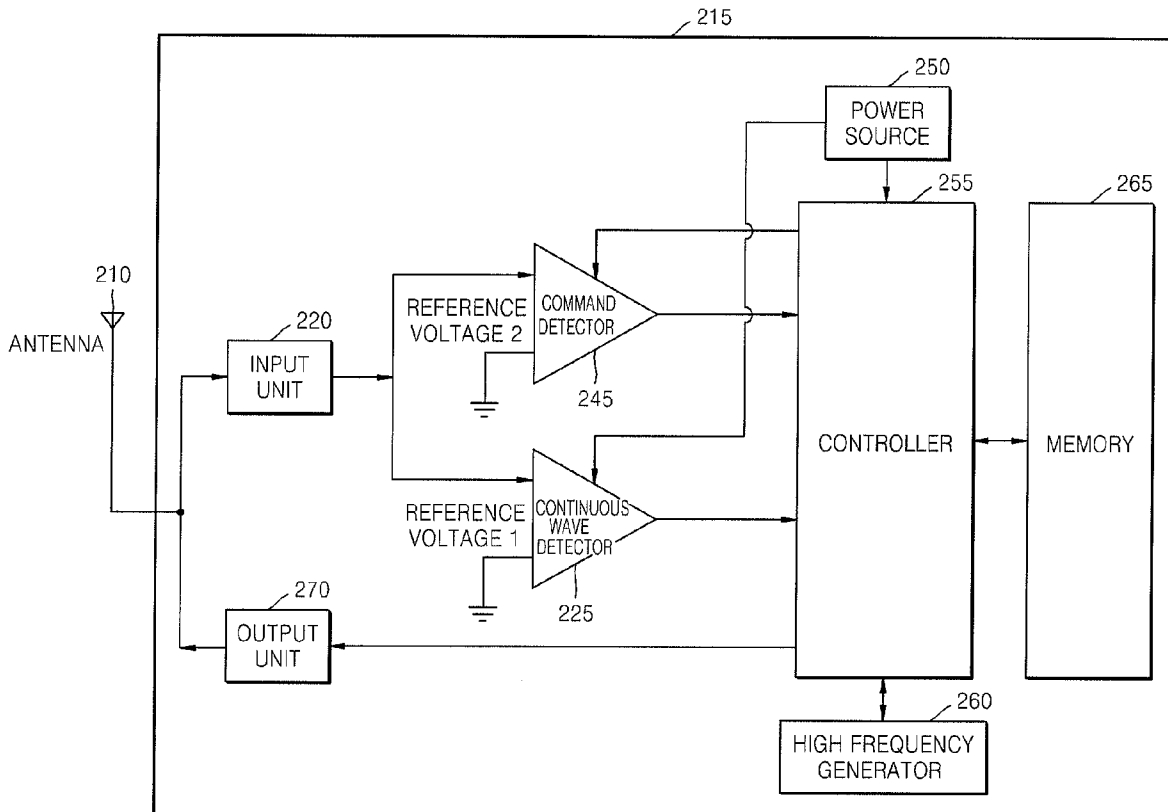 215
250
POWER
SOURCE
255
265
210
ANTENNA
220
INPUT
UNIT
REFERENCE
VOLTAGE 2
COMMAND
DETECTOR
245
CONTROLLER
MEMORY
REFERENCE
VOLTAGE 1
CONTINUOUS
WAVE
DETECTOR
225
270
OUTPUT
UNIT
260
HIGH FREQUENCY
GENERATOR